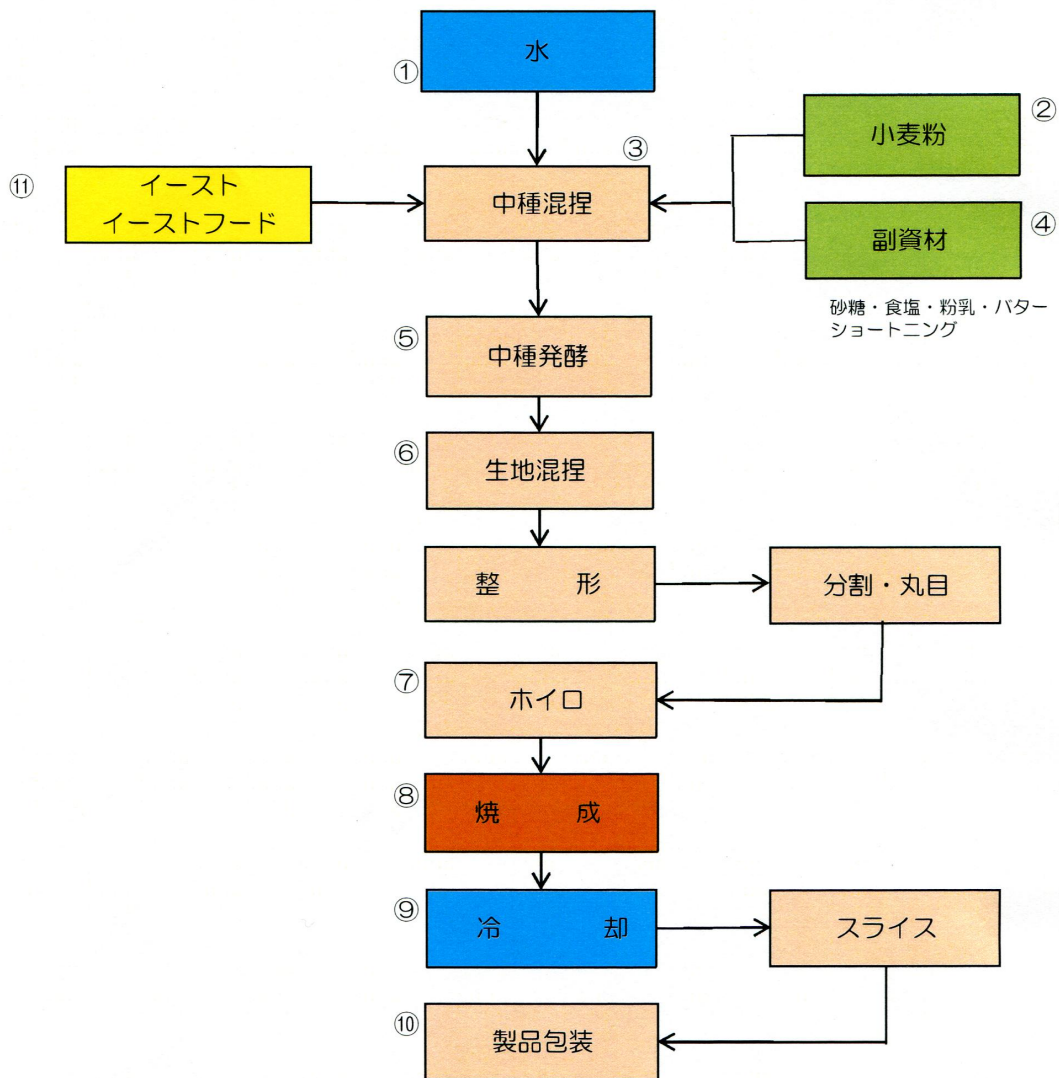 ① 水
② 小麦粉
③ 中種混捏
⑪ イースト
イーストフード
④ 副資材
砂糖・食塩・粉乳・バター
ショートニング
⑤ 中種発酵
⑥ 生地混捏
整 形
分割・丸目
⑦ ホイロ
⑧ 焼 成
⑨ 冷 却
スライス
⑩ 製品包装